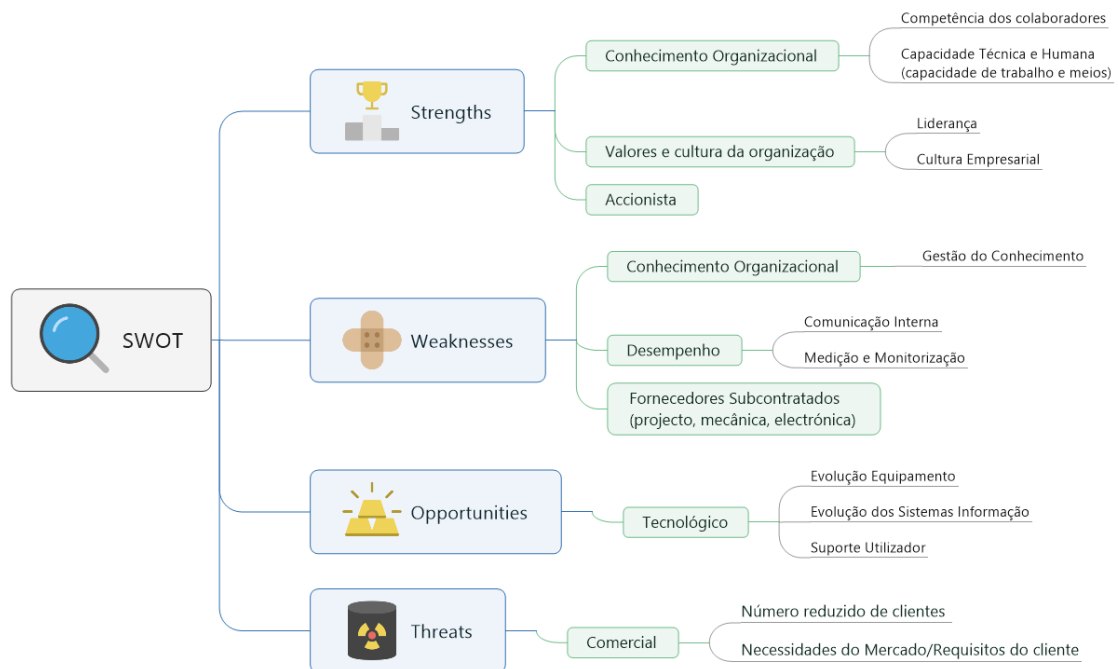 SWOT
Strengths
Conhecimento Organizacional
Competência dos colaboradores
Capacidade Técnica e Humana
(capacidade de trabalho e meios)
Valores e cultura da organização
Liderança
Cultura Empresarial
Accionista
Weaknesses
Conhecimento Organizacional
Gestão do Conhecimento
Desempenho
Comunicação Interna
Medição e Monitorização
Fornecedores Subcontratados
(projecto, mecânica, electrónica)
Opportunities
Tecnológico
Evolução Equipamento
Evolução dos Sistemas Informação
Suporte Utilizador
Threats
Comercial
Número reduzido de clientes
Necessidades do Mercado/Requisitos do cliente